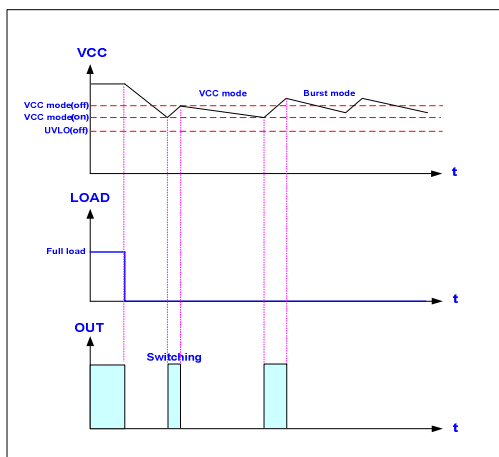 VCC
VCC mode
Burst mode
VCC mode(off)
VCC mode(on)
UVLO(off)
t
LOAD
Full load
t
OUT
Switching
t